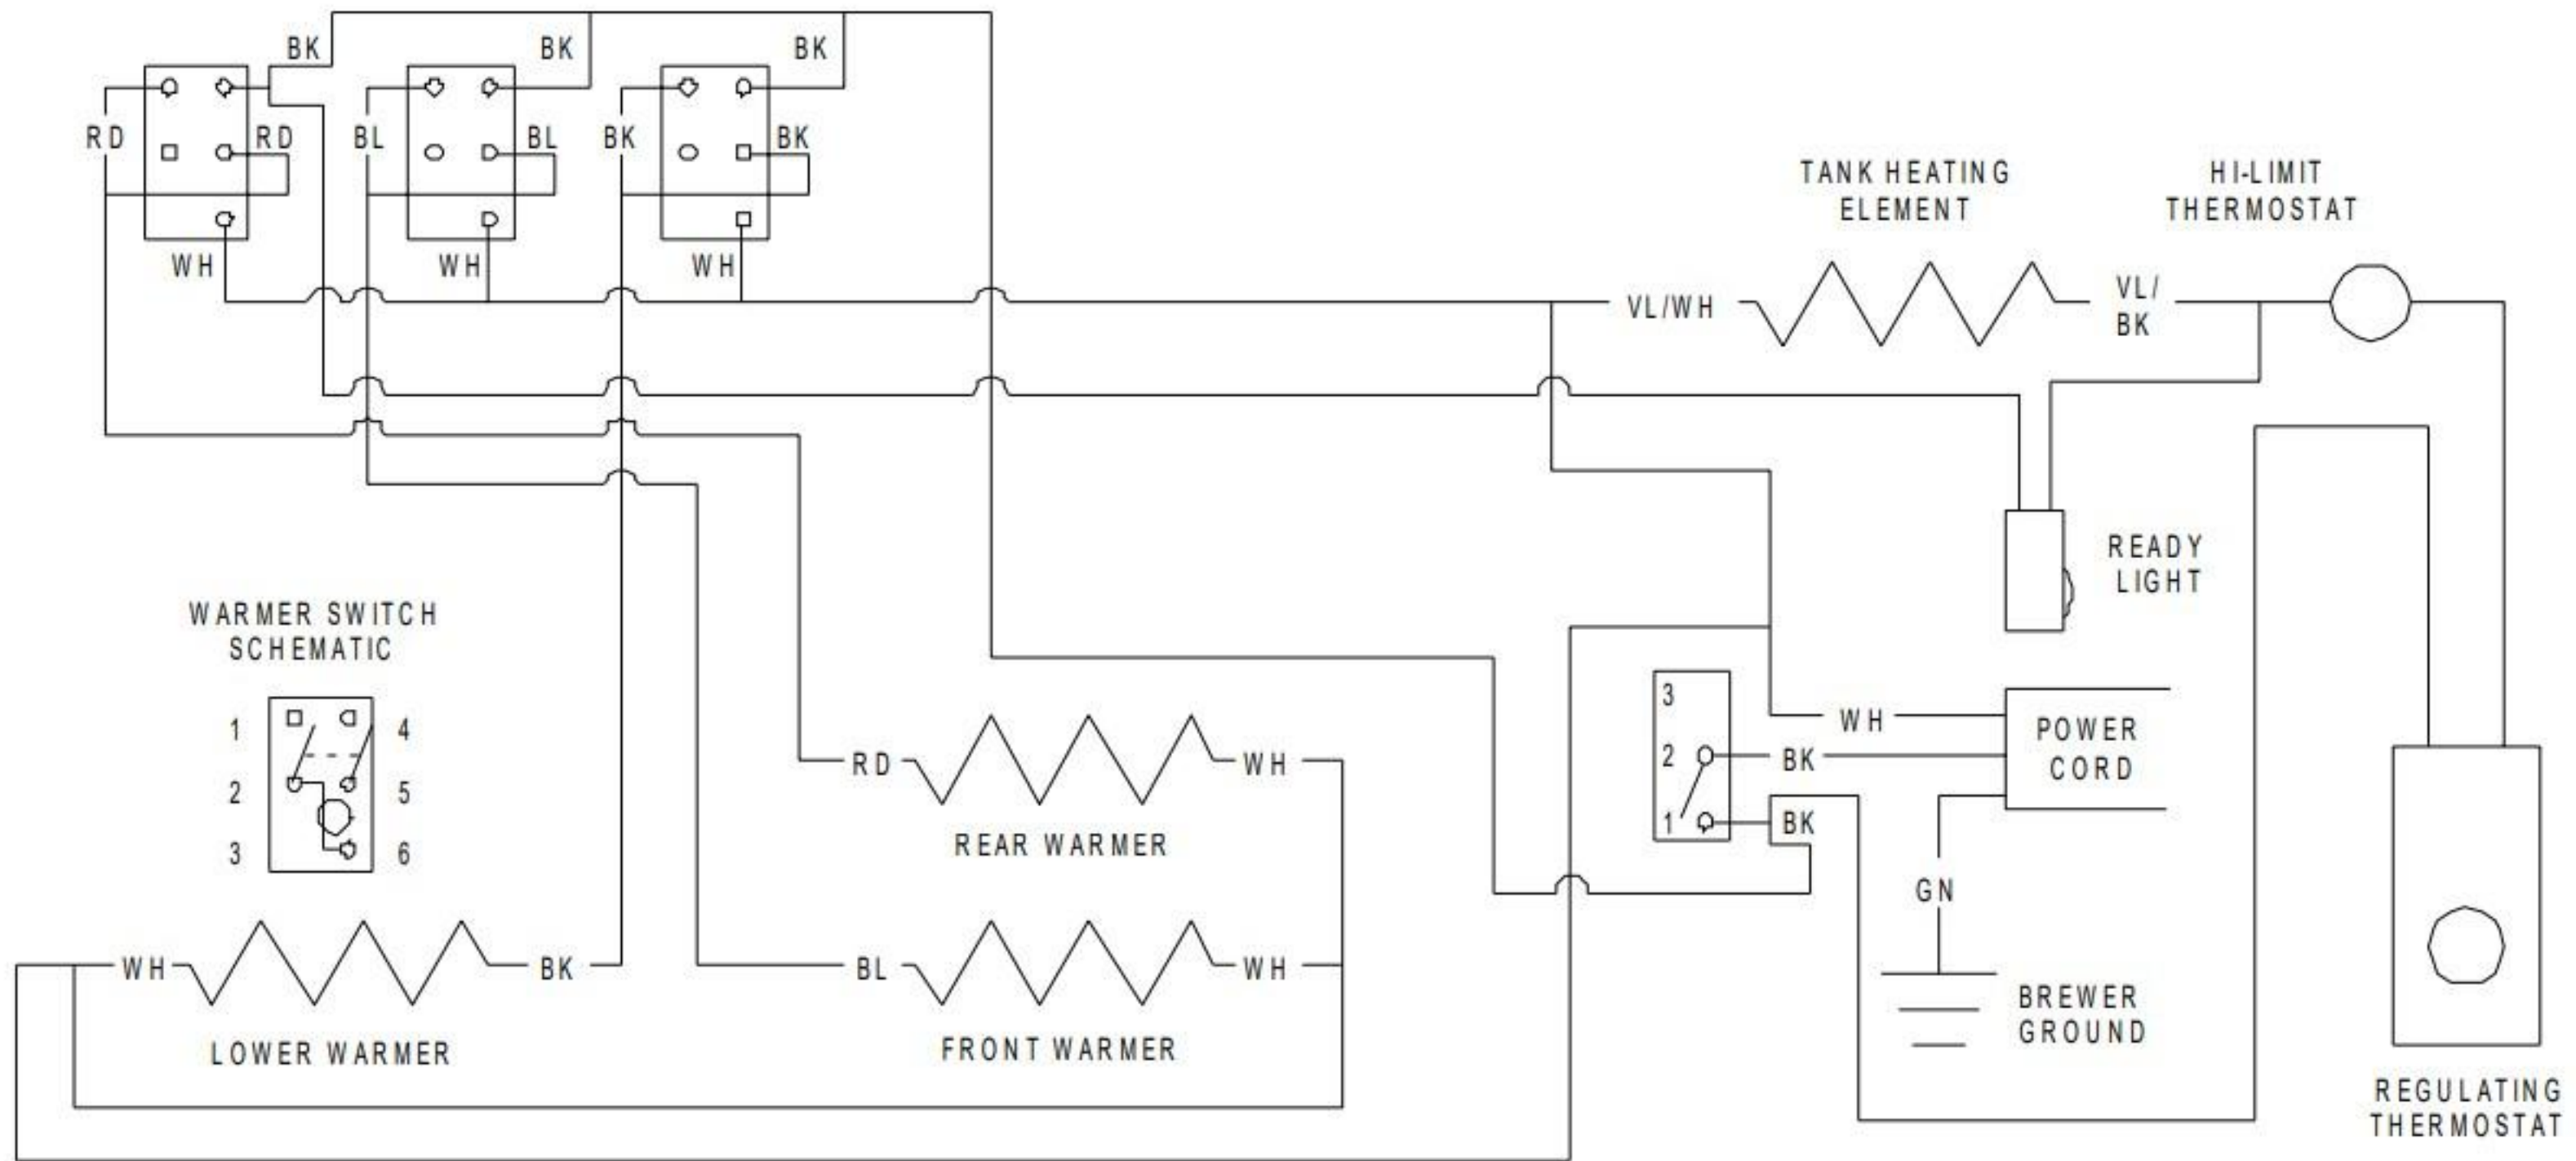 BK
BK
BK
RD
RD
BL
BL
BK
BK
WH
WH
WH
TANK HEATING
ELEMENT
HI-LIMIT
THERMOSTAT
VL/WH
VL/
BK
READY
LIGHT
WARMER SWITCH
SCHEMATIC
1
4
2
5
3
6
RD
WH
REAR WARMER
3
2
1
WH
BK
BK
POWER
CORD
GN
BREWER
GROUND
WH
BK
LOWER WARMER
BL
WH
FRONT WARMER
REGULATING
THERMOSTAT